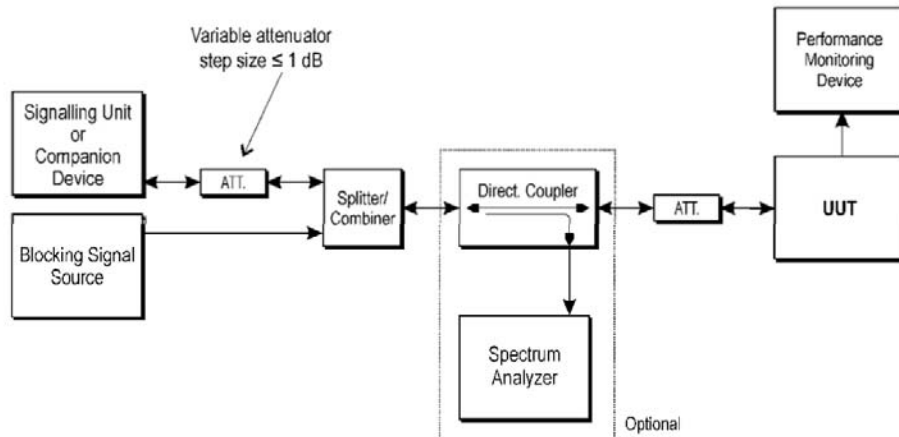 Variable attenuator
step size ≤ 1 dB
Performance
Monitoring
Device
Signalling Unit
or
Companion
Device
ATT.
Splitter/
Combiner
Direct. Coupler
ATT.
UUT
Blocking Signal
Source
Spectrum
Analyzer
Optional